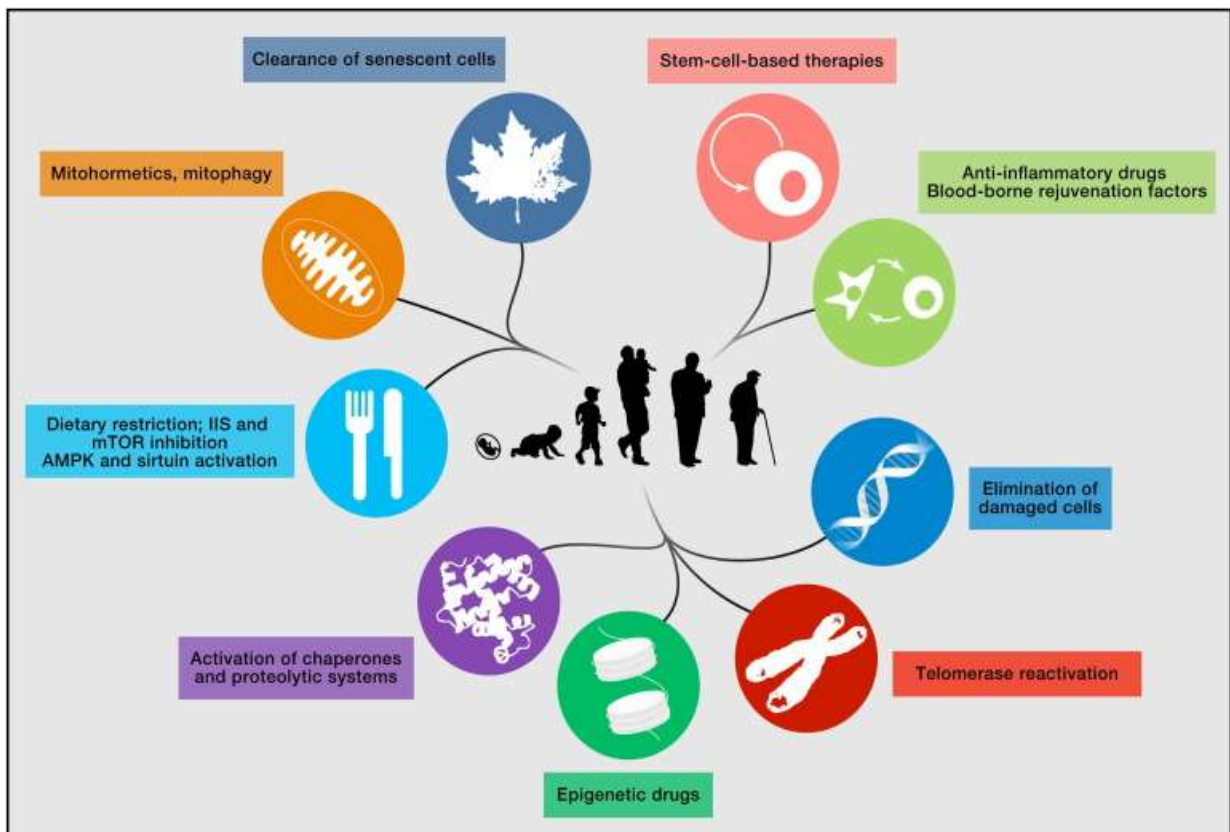 Clearance of senescent cells
Stem-cell-based therapies
Mitohormetics, mitophagy
Anti-inflammatory drugs
Blood-borne rejuvenation factors
Dietary restriction; IIS and
mTOR inhibition
AMPK and sirtuin activation
Elimination of
damaged cells
Activation of chaperones
and proteolytic systems
Telomerase reactivation
Epigenetic drugs